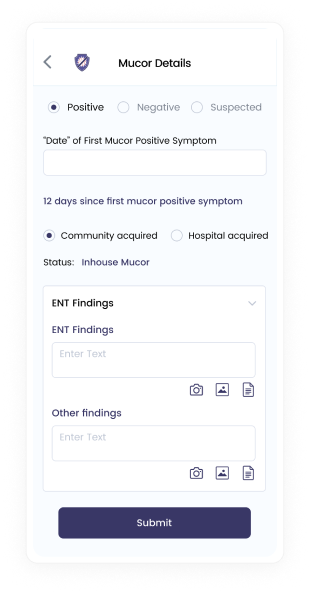 Mucor Details
Positive Negative Suspected
"Date" of First Mucor Positive Symptom
12 days since first mucor positive symptom
Community acquired Hospital acquired
Status: Inhouse Mucor
ENT Findings
ENT Findings
Enter Text
Other findings
Enter Text
Submit